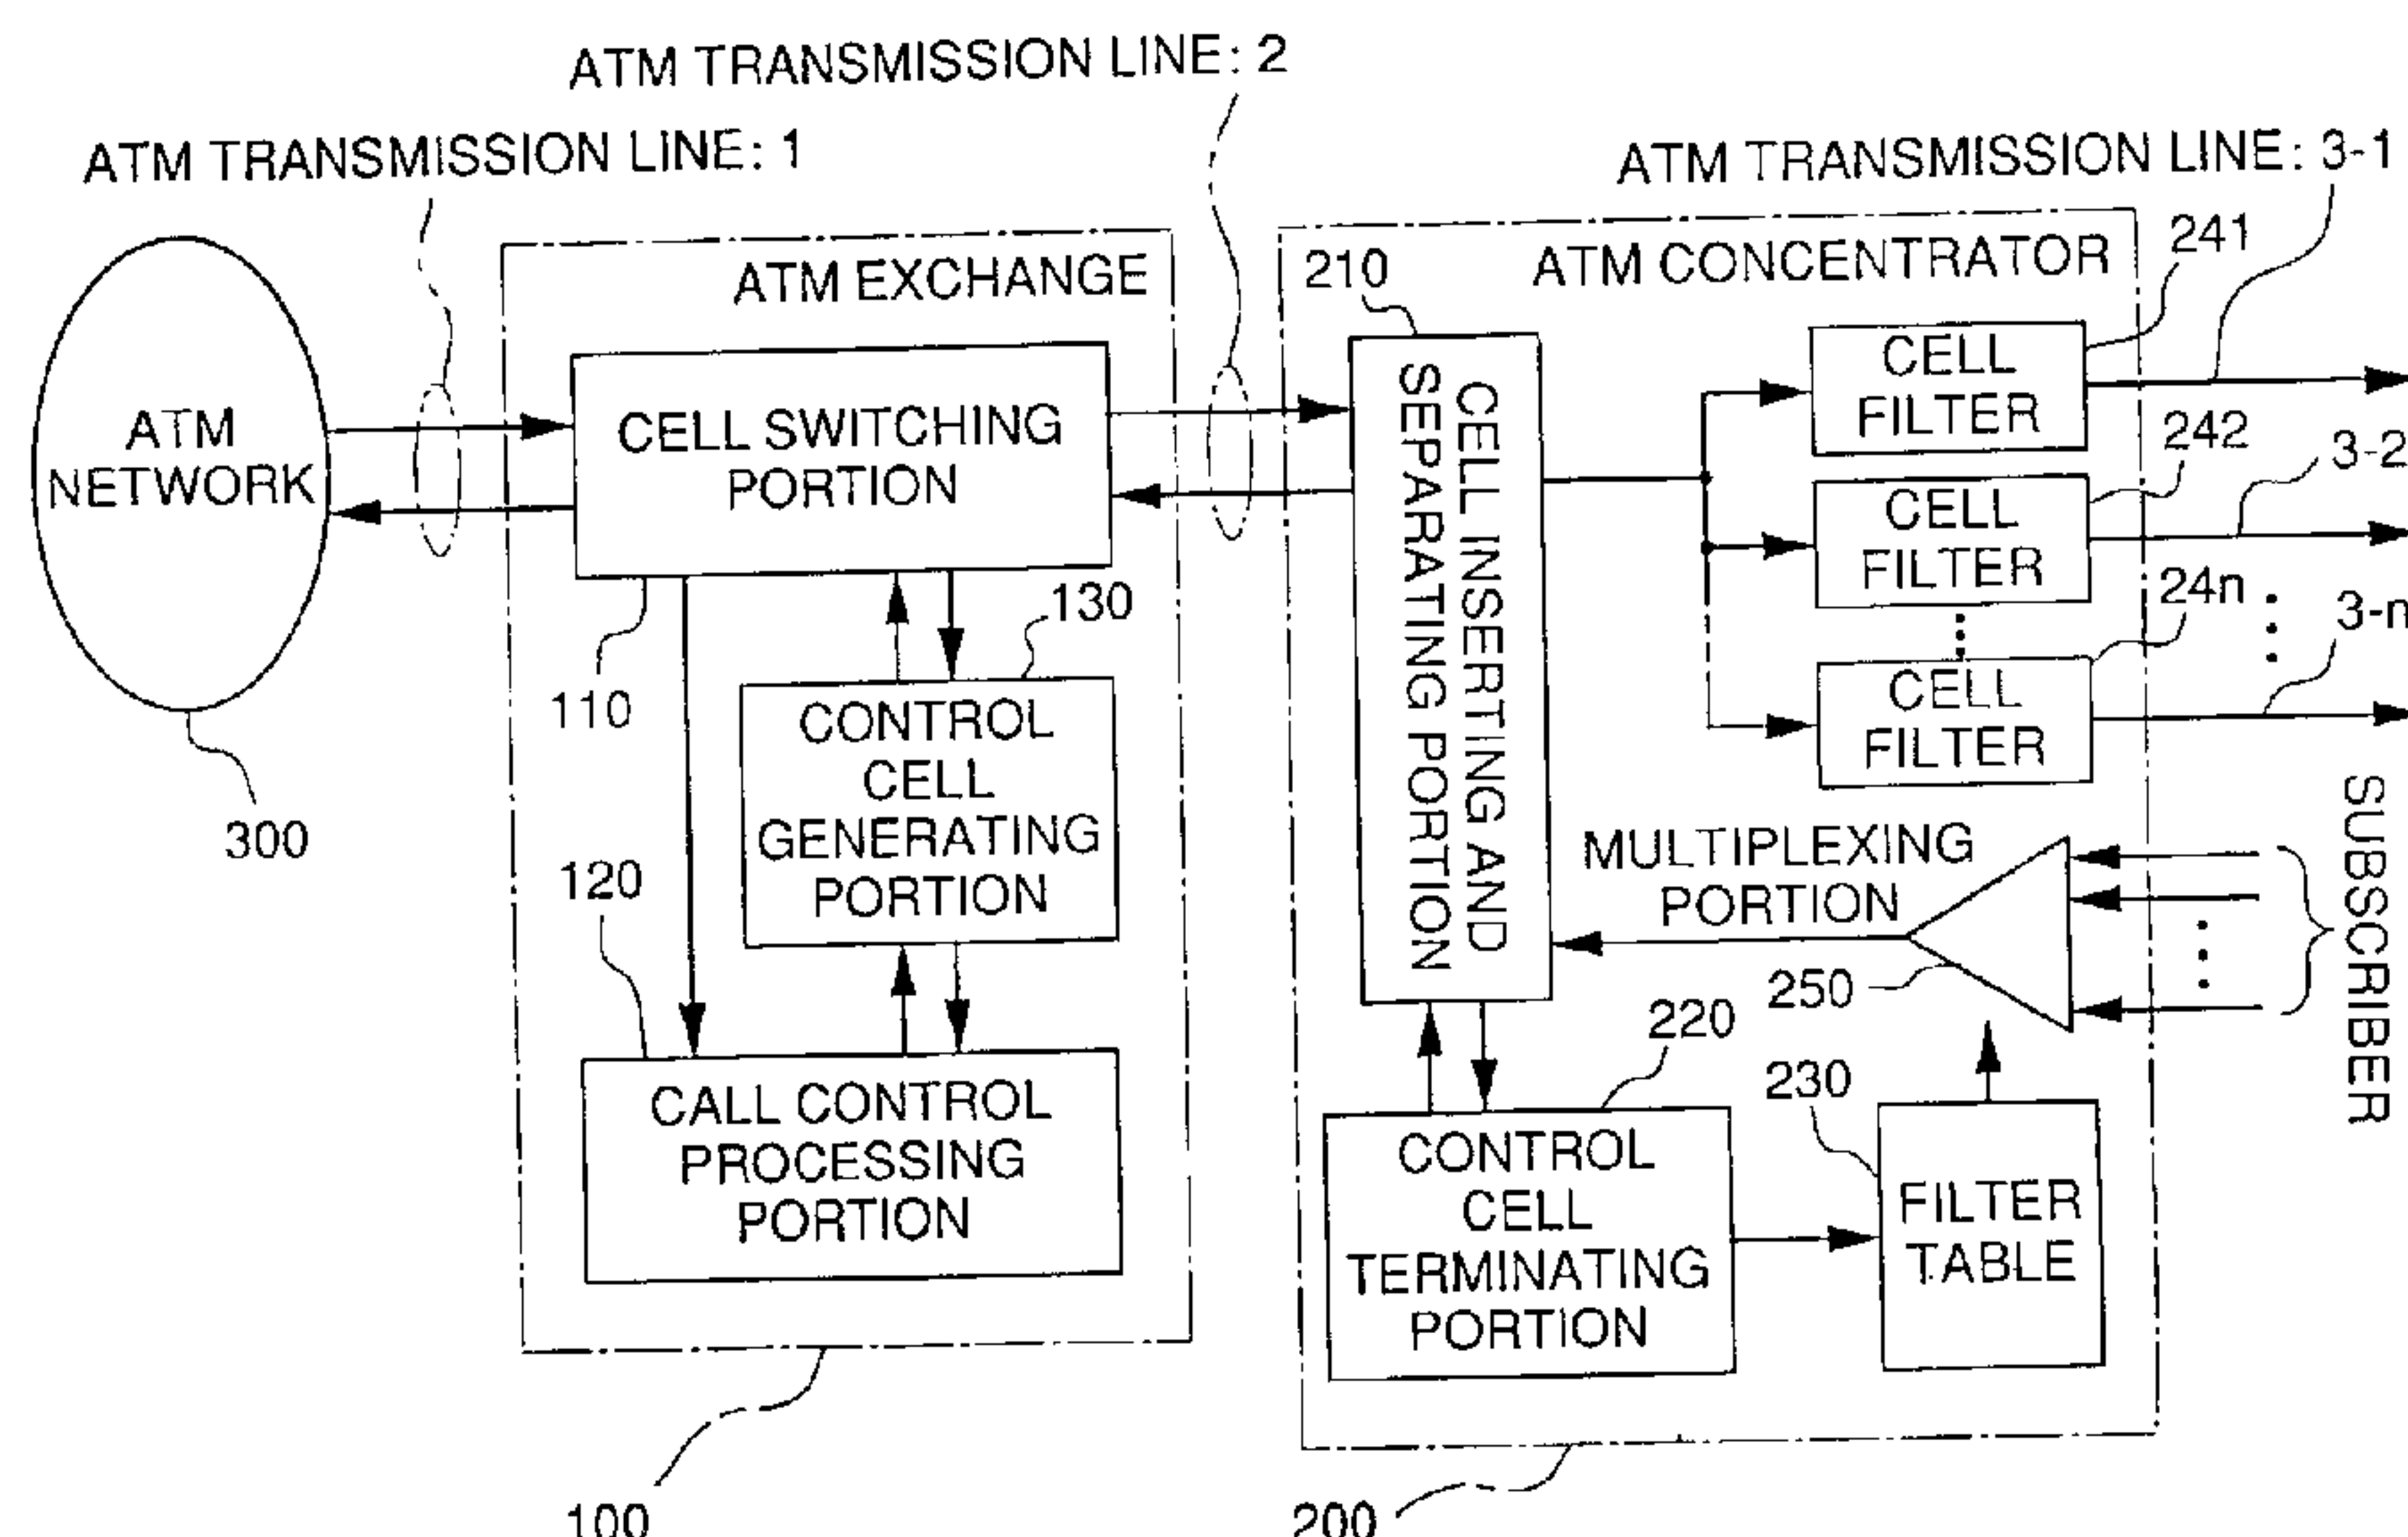 ATM TRANSMISSION LINE: 2
ATM TRANSMISSION LINE: 1
ATM TRANSMISSION LINE: 3-1
ATM EXCHANGE
210
ATM CONCENTRATOR
241
ATM
NETWORK
CELL SWITCHING
PORTION
CELL INSERTING AND
SEPARATING PORTION
CELL
FILTER
242
3-2
CELL
FILTER
24n
3-n
CELL
FILTER
110
130
300
CONTROL
CELL
GENERATING
PORTION
120
MULTIPLEXING
PORTION
250
SUBSCRIBER
220
230
CALL CONTROL
PROCESSING
PORTION
CONTROL
CELL
TERMINATING
PORTION
FILTER
TABLE
100
200